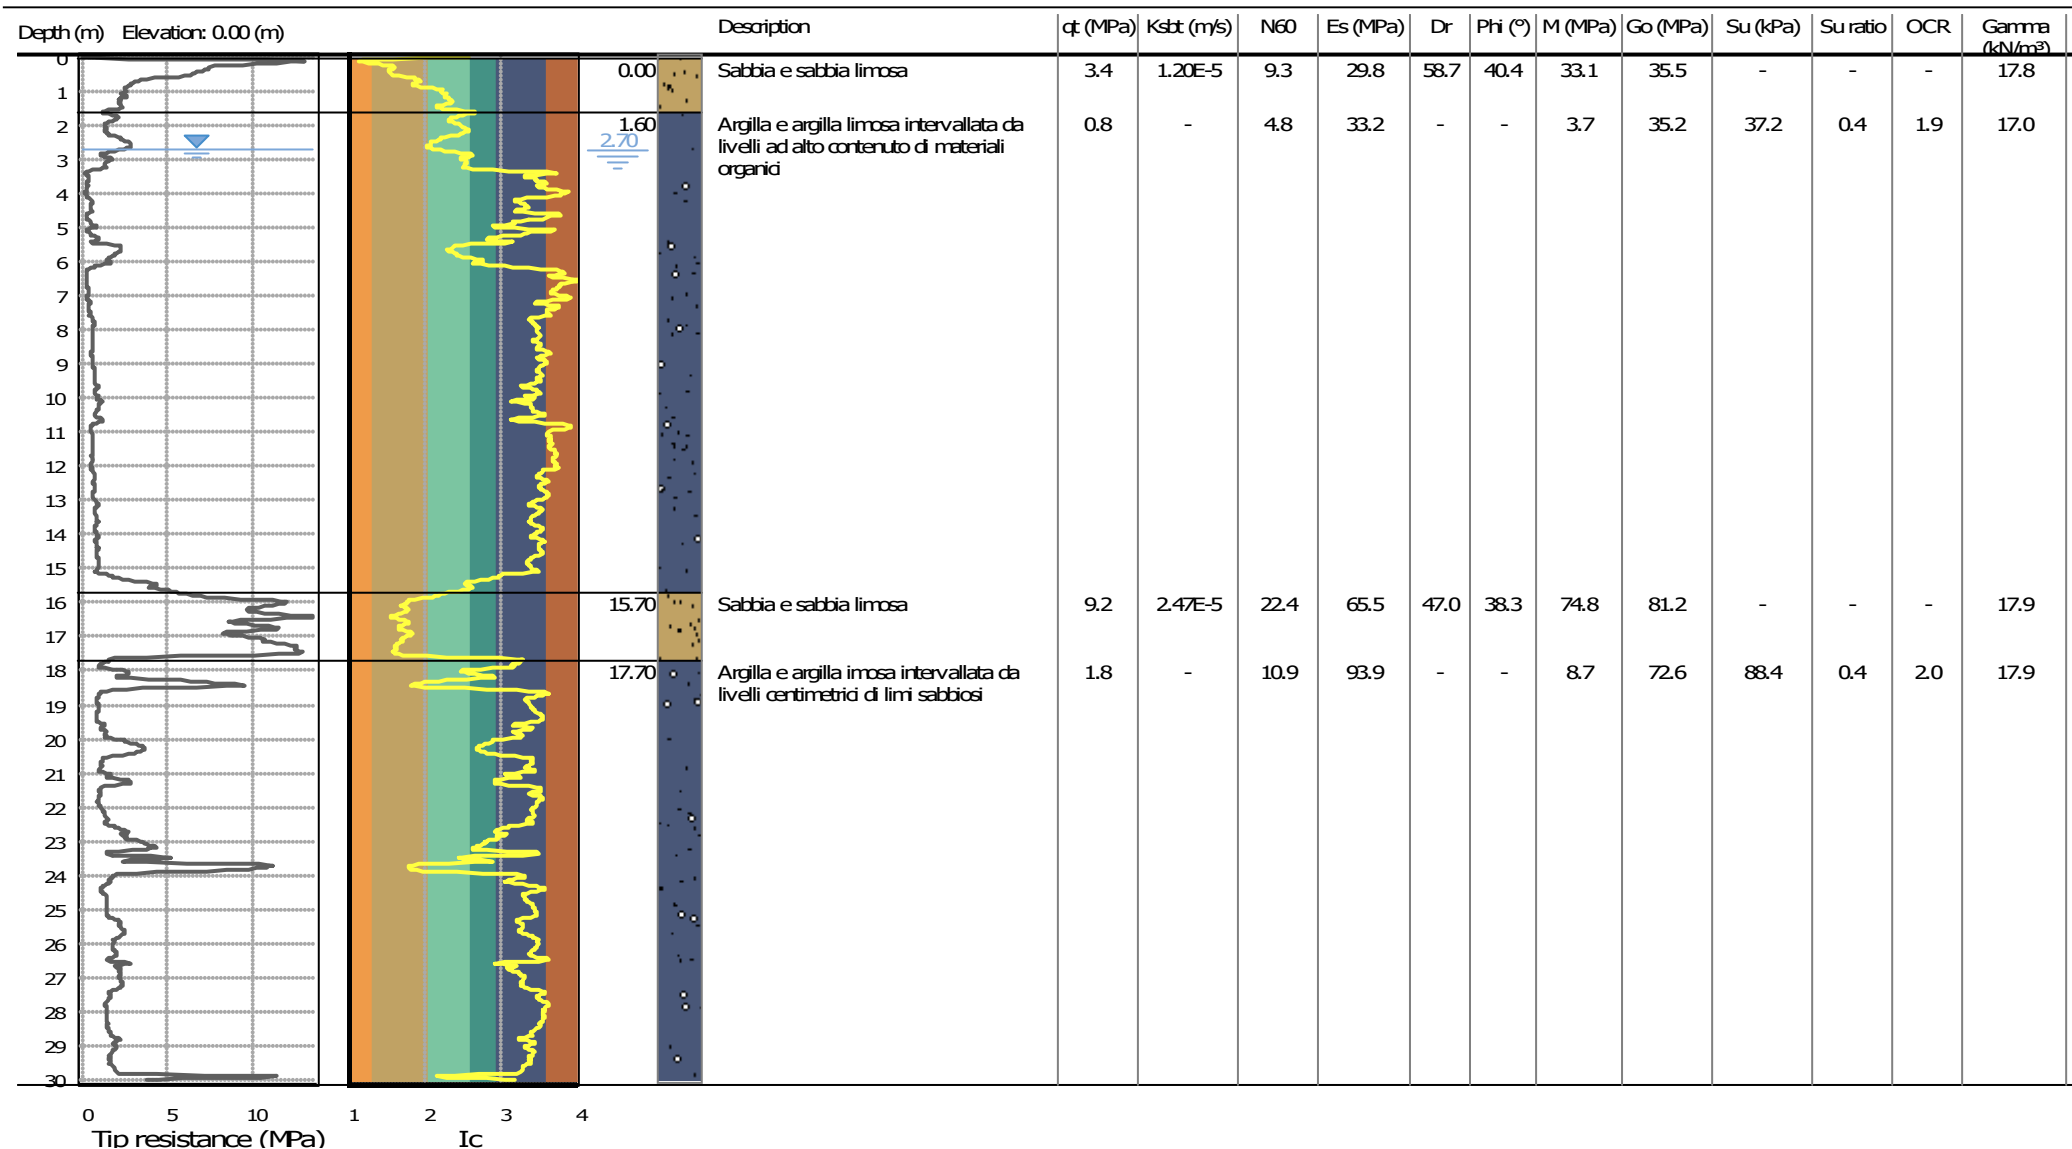 Depth (m) Elevation: 0.00 (m) Description qt (MPa) Ksbt (m/s) N60 Es (MPa) Dr Phi (º) M (MPa) Go (MPa) Su (kPa) Su ratio OCR Gamma
(kN/m³)
0
0.00 Sabbia e sabbia limosa 3.4 1.20E-5 9.3 29.8 58.7 40.4 33.1 35.5 - - - 17.8
1
2
1.60 Argilla e argilla limosa intervallata da 0.8 - 4.8 33.2 - - 3.7 35.2 37.2 0.4 1.9 17.0
2.70 livelli ad alto contenuto di materiali
3
organici
4
5
6
7
8
9
10
11
12
13
14
15
16
15.70 Sabbia e sabbia limosa 9.2 2.47E-5 22.4 65.5 47.0 38.3 74.8 81.2 - - - 17.9
17
18
17.70 Argilla e argilla imosa intervallata da 1.8 - 10.9 93.9 - - 8.7 72.6 88.4 0.4 2.0 17.9
livelli centimetrici di limi sabbiosi
19
20
21
22
23
24
25
26
27
28
29
30
0 5 10 1 2 3 4
Tip resistance (MPa) Ic